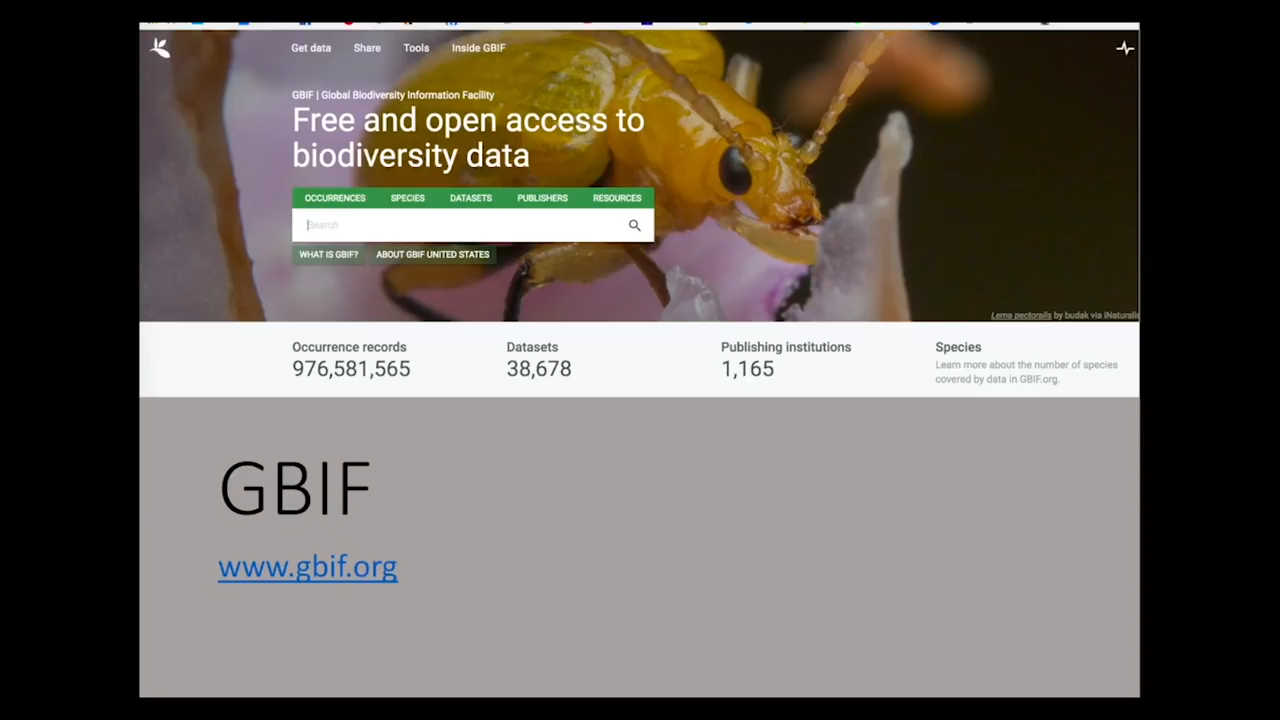 Get data Share Tools Inside GBIF
GBIF | Global Biodiversity Information Facility
Free and open access to
biodiversity data
OCCURRENCES SPECIES DATASETS PUBLISHERS RESOURCES
Search
WHAT IS GBIF? ABOUT GBIF UNITED STATES
Lema pectoralis by budak via iNaturalis
Occurrence records Datasets Publishing institutions Species
976,581,565 38,678 1,165 Learn more about the number of species
covered by data in GBIF.org.
GBIF
www.gbif.org